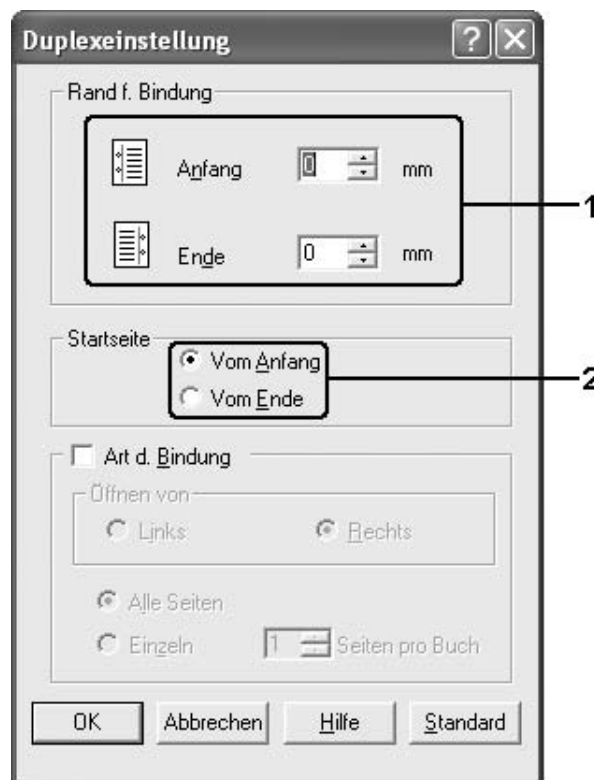 Duplexeinstellung
Rand f. Bindung
Anfang 0 mm
1
Ende 0 mm
Startseite
Vom Anfang
2
Vom Ende
Art d. Bindung
Öffnen von
Links Rechts
Alle Seiten
Einzeln 1 Seiten pro Buch
OK Abbrechen Hilfe Standard